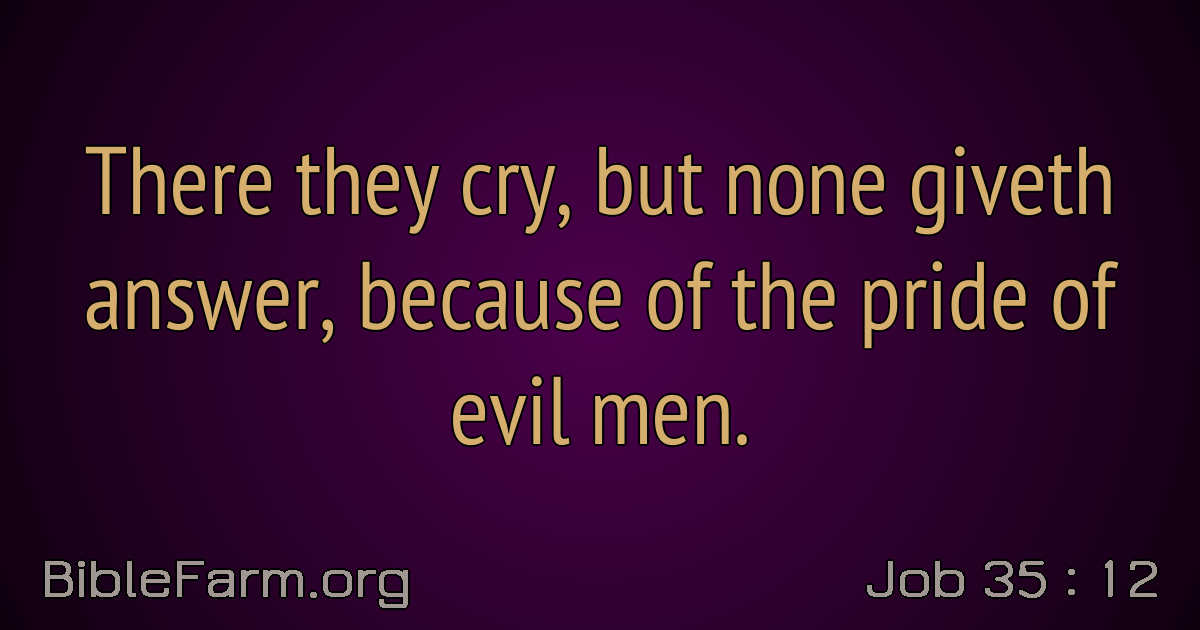 There they cry, but none giveth
answer, because of the pride of
evil men.
BibleFarm.org
Job 35 : 12